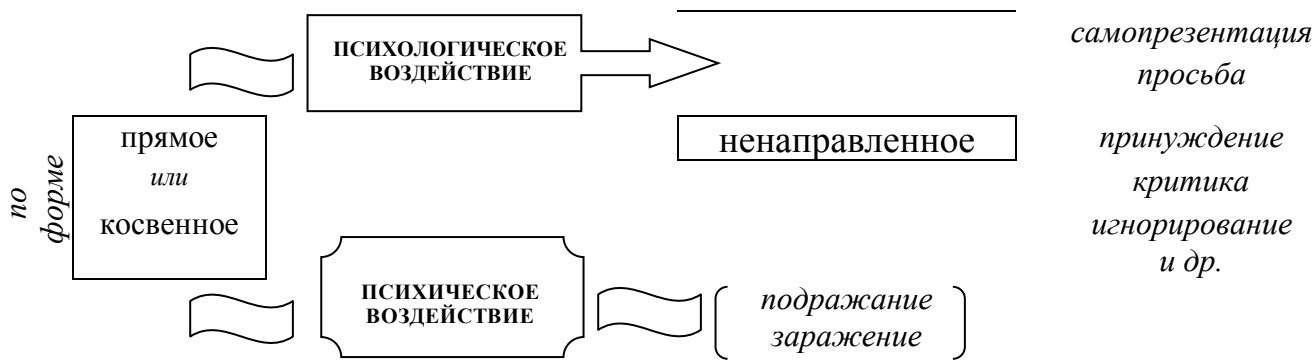 по
форме
прямое
или
косвенное
ПСИХОЛОГИЧЕСКОЕ
ВОЗДЕЙСТВИЕ
ненаправленное
самопрезентация
просьба
принуждение
критика
игнорирование
и др.
ПСИХИЧЕСКОЕ
ВОЗДЕЙСТВИЕ
подражание
заражение